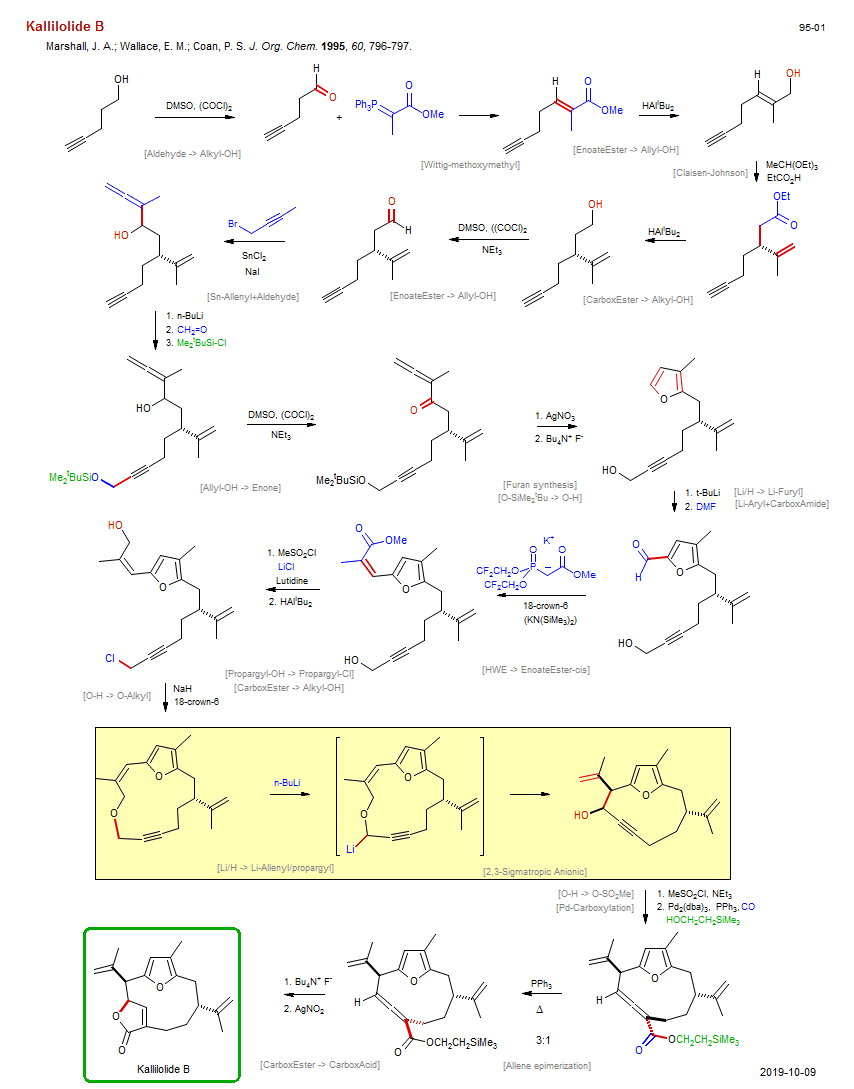 Kallilolide B
95-01
Marshall, J. A.; Wallace, E. M.; Coan, P. S. J. Org. Chem. 1995, 60, 796-797.
OH
DMSO, (COCl)2
[Aldehyde -> Alkyl-OH]
H
O
+
Ph3P
O
OMe
[Wittig-methoxymethyl]
H
O
OMe
[EnoateEster -> Allyl-OH]
HAliBu2
H
OH
[Claisen-Johnson]
MeCH(OEt)3
EtCO2H
HO
Br
SnCl2
NaI
[Sn-Allenyl+Aldehyde]
O
H
[EnoateEster -> Allyl-OH]
DMSO, ((COCl)2
NEt3
OH
[CarboxEster -> Alkyl-OH]
HAliBu2
OEt
O
1. n-BuLi
2. CH2=O
3. Me2tBuSi-Cl
HO
Me2tBuSiO
DMSO, (COCl)2
NEt3
[Allyl-OH -> Enone]
O
Me2tBuSiO
1. AgNO3
2. Bu4N+ F-
[Furan synthesis]
[O-SiMe2tBu -> O-H]
O
HO
1. t-BuLi
2. DMF
[Li/H -> Li-Furyl]
[Li-Aryl+CarboxAmide]
HO
O
Cl
1. MeSO2Cl
LiCl
Lutidine
2. HAliBu2
[Propargyl-OH -> Propargyl-Cl]
[CarboxEster -> Alkyl-OH]
O
OMe
O
HO
K+
O
O
CF2CH2O
P
-
OMe
CF2CH2O
18-crown-6
(KN(SiMe3)2)
[HWE -> EnoateEster-cis]
O
H
O
HO
[O-H -> O-Alkyl]
NaH
18-crown-6
O
O
n-BuLi
[Li/H -> Li-Allenyl/propargyl]
O
O
Li
[2,3-Sigmatropic Anionic]
O
HO
[O-H -> O-SO2Me]
[Pd-Carboxylation]
1. MeSO2Cl, NEt3
2. Pd2(dba)3, PPh3, CO
HOCH2CH2SiMe3
O
O
O
Kallilolide B
1. Bu4N+ F-
2. AgNO2
[CarboxEster -> CarboxAcid]
O
H
O
OCH2CH2SiMe3
PPh3
Δ
3:1
[Allene epimerization]
O
H
O
OCH2CH2SiMe3
2019-10-09